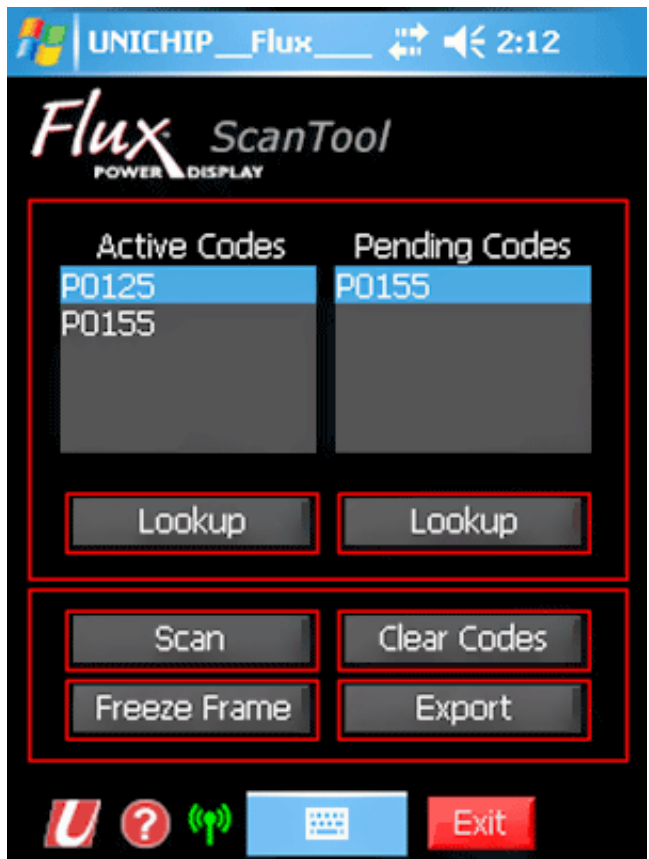 UNICHIP__Flux____ 2:12
Flux ScanTool
POWER DISPLAY
Active Codes Pending Codes
P0125 P0155
P0155
Lookup Lookup
Scan Clear Codes
Freeze Frame Export
U ? Exit